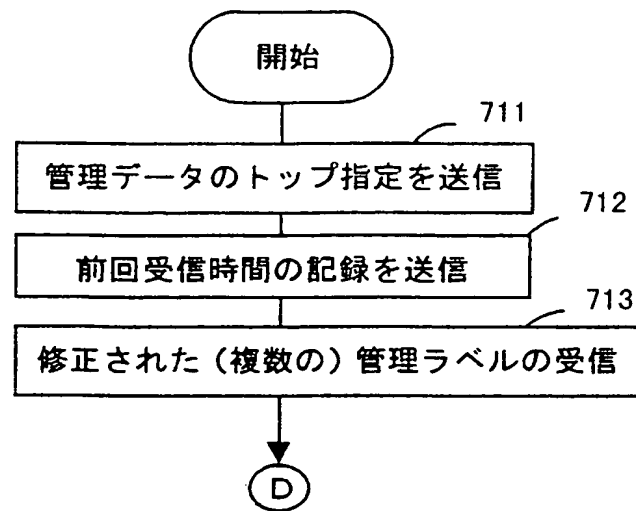 開始
711
管理データのトップ指定を送信
712
前回受信時間の記録を送信
713
修正された（複数の）管理ラベルの受信
D